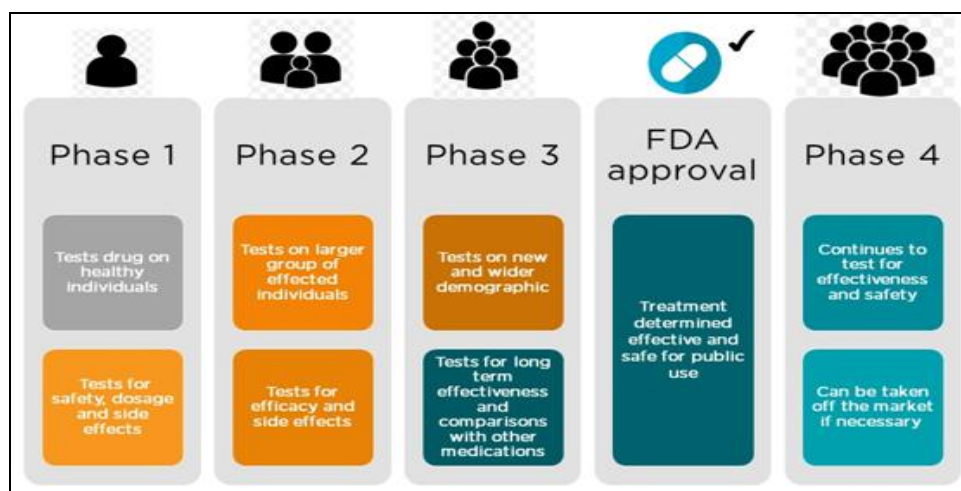 Phase 1
Tests drug on
healthy
individuals
Tests for
safety, dosage
and side
effects
Phase 2
Tests on larger
group of
effected
individuals
Tests for
efficacy and
side effects
Phase 3
Tests on new
and wider
demographic
Tests for long
term
effectiveness
and
comparisons
with other
medications
FDA
approval
Treatment
determined
effective and
safe for public
use
Phase 4
Continues to
test for
effectiveness
and safety
Can be taken
off the market
if necessary